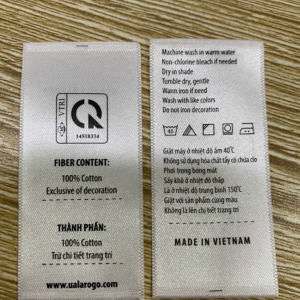 VTRI
14518334
FIBER CONTENT:
100% Cotton
Exclusive of decoration
THÀNH PHẦN:
100% Cotton
Trừ chi tiết trang trí
www.ualarogo.com
Machine wash in warm water
Non-chlorine bleach if needed
Dry in shade
Tumble dry, gentle
Warm iron if need
Wash with like colors
Do not iron decoration
40
Giặt máy ở nhiệt độ ấm 40°C
Không sử dụng hóa chất tẩy có chứa clo
Phơi trong bóng mát
Sấy khô ở nhiệt độ thấp
Là ở nhiệt độ trung bình 150°C
Giặt với sản phẩm cùng màu
Không là lên chi tiết trang trí
MADE IN VIETNAM